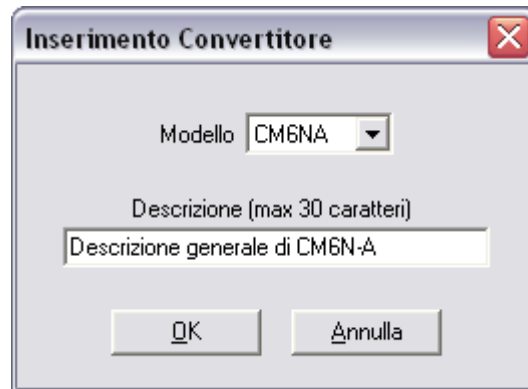 Inserimento Convertitore
Modello CM6NA
Descrizione (max 30 caratteri)
Descrizione generale di CM6N-A
OK Annulla